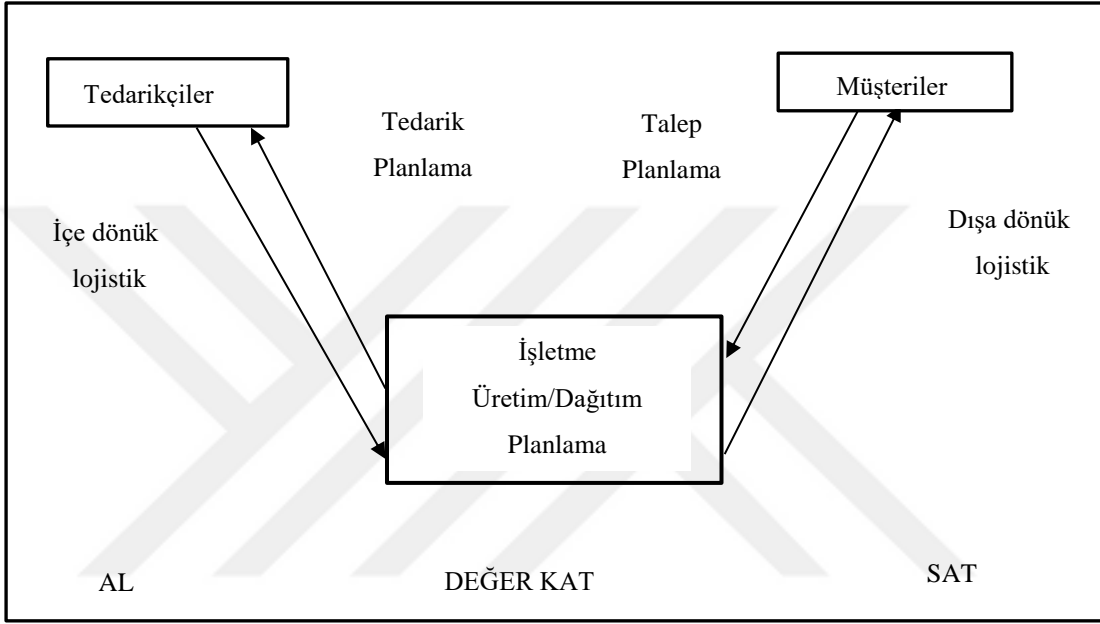 Tedarikçiler
Müşteriler
Tedarik
Planlama
Talep
Planlama
İçe dönük
lojistik
Dışa dönük
lojistik
İşletme
Üretim/Dağıtım
Planlama
AL
DEĞER KAT
SAT